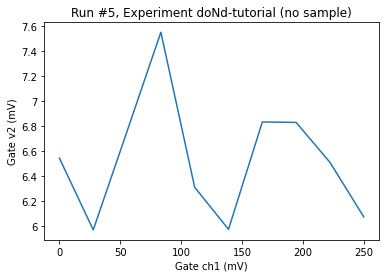 Run #5, Experiment doNd-tutorial (no sample)
7.6
7.4
7.2
7
6.8
6.6
6.4
6.2
6
Gate v2 (mV)
0 50 100 150 200 250
Gate ch1 (mV)